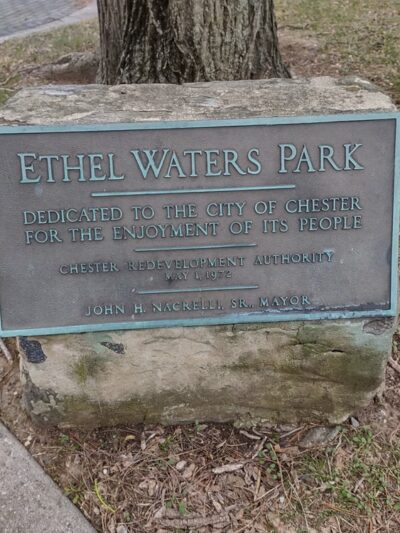 ETHEL WATERS PARK
DEDICATED TO THE CITY OF CHESTER
FOR THE ENJOYMENT OF ITS PEOPLE
CHESTER REDEVELOPMENT AUTHORITY
MAY 1, 1972
JOHN H. NACRELLI, SR., MAYOR